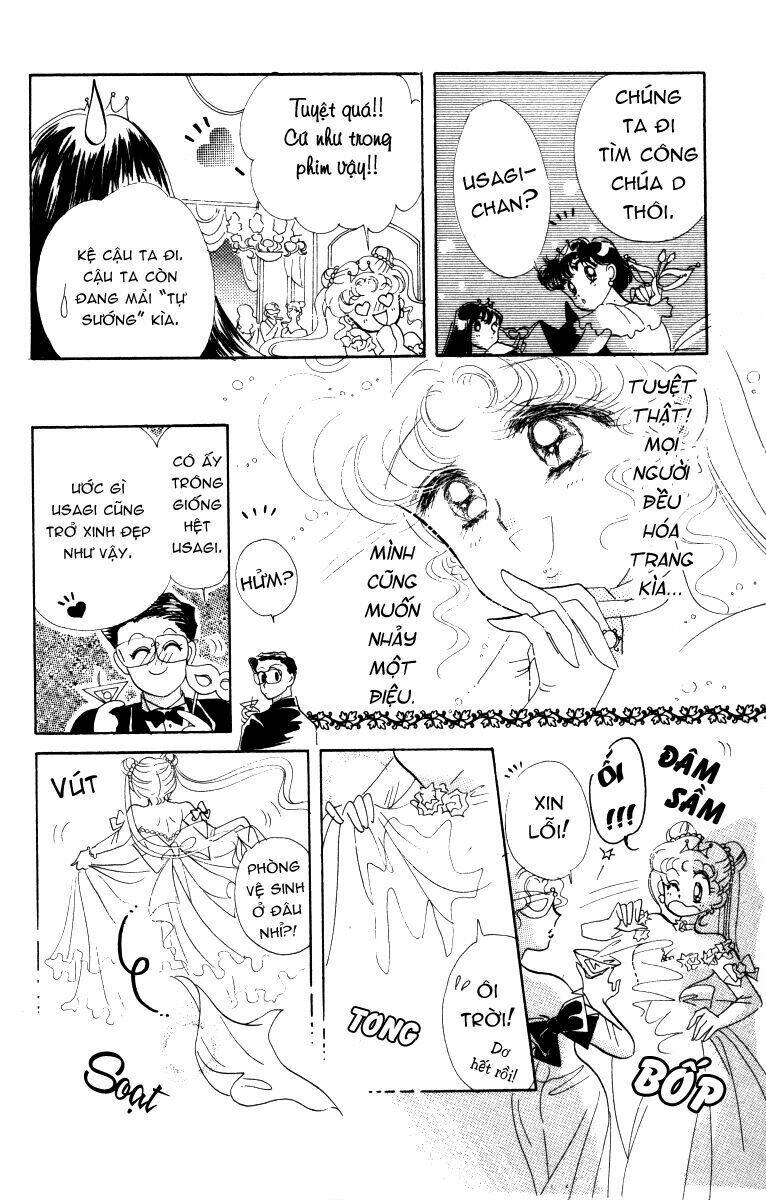 CHÚNG
TA ĐI
TÌM CÔNG
CHÚA D
THÔI.
USAGI-
CHAN?
Tuyệt quá!!
Cứ như trong
phim vậy!!
KỆ CẬU TA ĐI.
CẬU TA CÒN
ĐANG MẢI "TỰ
SƯỚNG" KÌA.
TUYỆT
THẬT!
MỌI
NGƯỜI
ĐỀU
HÓA
TRANG
KÌA...
MÌNH
CŨNG
MUỐN
NHẢY
MỘT
ĐIỆU.
HỬM?
CÔ ẤY
TRÔNG
GIỐNG
HỆT
USAGI.
ƯỚC GÌ
USAGI CŨNG
TRỞ XINH ĐẸP
NHƯ VẬY.
ĐÂM
SẦM
ỐI
!!!
XIN
LỖI!
BỐP
ÔI
TRỜI!
Dơ
hết rồi!
TONG
VÚT
PHÒNG
VỆ SINH
Ở ĐÂU
NHỈ?!
Soạt